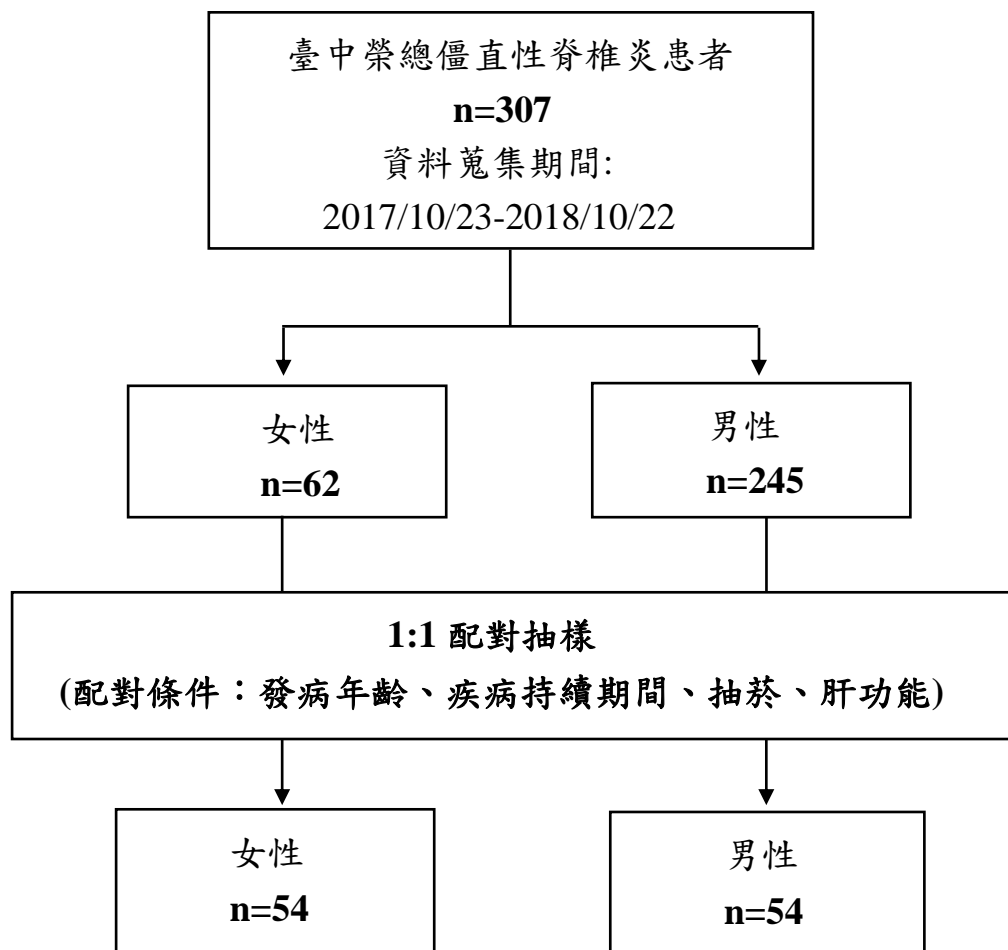 臺中榮總僵直性脊椎炎患者
n=307
資料蒐集期間:
2017/10/23-2018/10/22
女性
n=62
男性
n=245
1:1 配對抽樣
(配對條件：發病年齡、疾病持續期間、抽菸、肝功能)
女性
n=54
男性
n=54